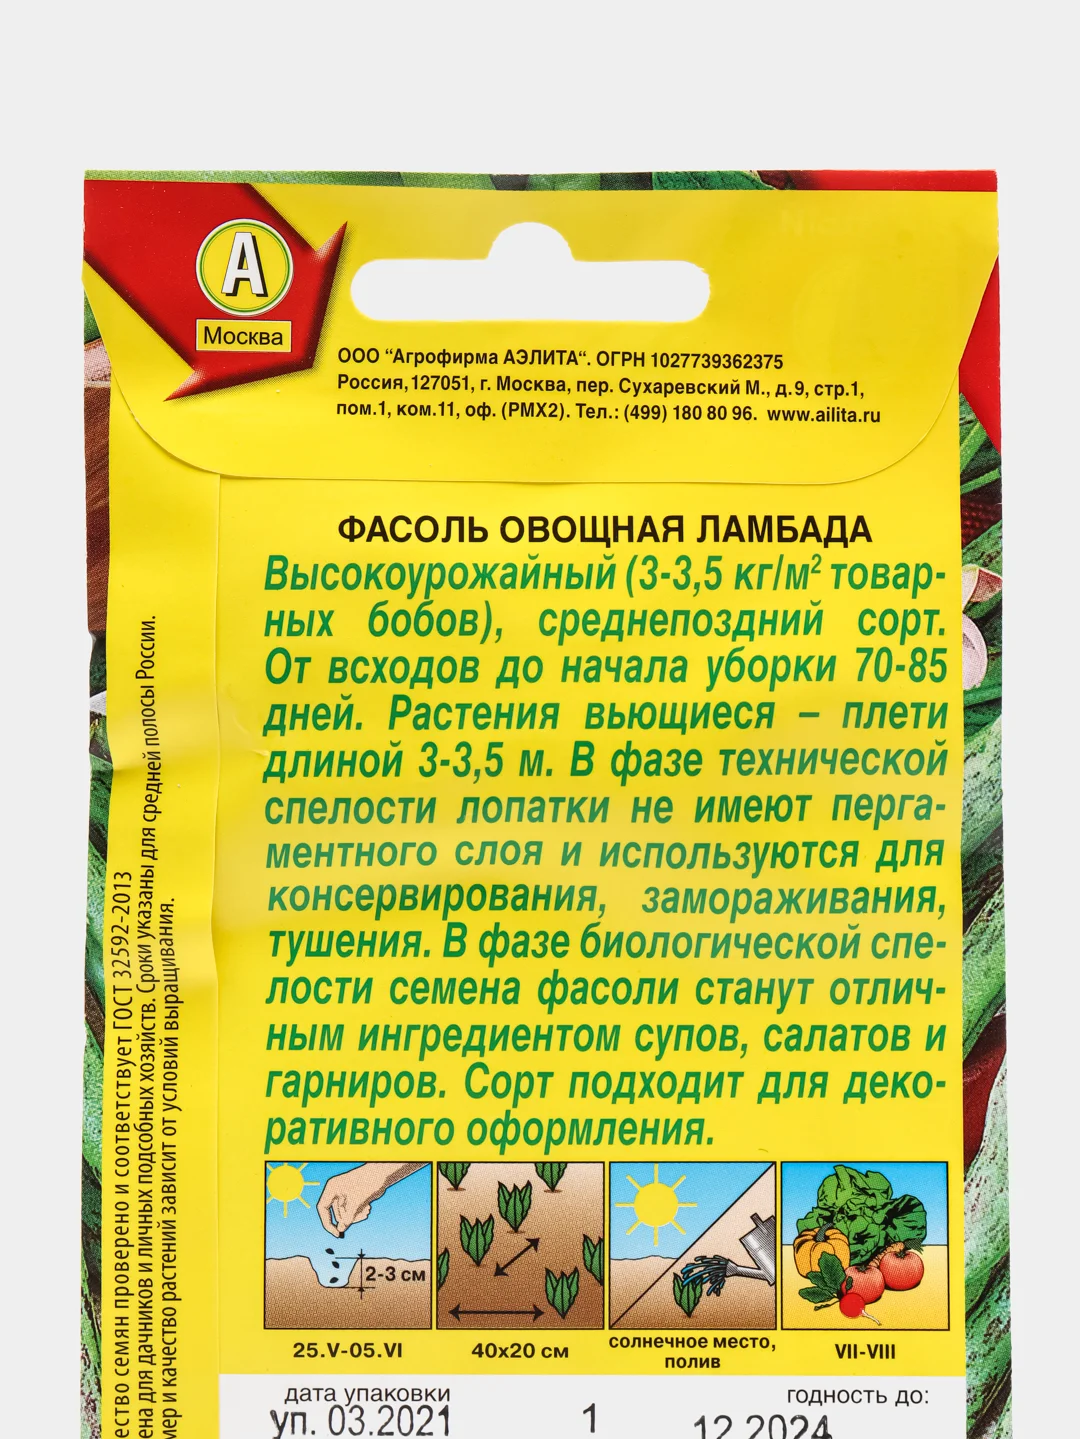 А
Москва
ООО “Агрофирма АЭЛИТА“. ОГРН 1027739362375
Россия,127051, г. Москва, пер. Сухаревский М., д.9, стр.1,
пом.1, ком.11, оф. (РМХ2). Тел.: (499) 180 80 96. www.ailita.ru
ФАСОЛЬ ОВОЩНАЯ ЛАМБАДА
Высокоурожайный (3-3,5 кг/м² товар-
ных бобов), среднепоздний сорт.
От всходов до начала уборки 70-85
дней. Растения вьющиеся – плети
длиной 3-3,5 м. В фазе технической
спелости лопатки не имеют перга-
ментного слоя и используются для
консервирования, замораживания,
тушения. В фазе биологической спе-
лости семена фасоли станут отлич-
ным ингредиентом супов, салатов и
гарниров. Сорт подходит для деко-
ративного оформления.
2-3 см
25.V-05.VI
40х20 см
солнечное место,
полив
VII-VIII
дата упаковки
годность до:
уп. 03.2021
1
12.2024
семян проверено и соответствует ГОСТ 32592-2013
для дачников и личных подсобных хозяйств. Сроки указаны для средней полосы России.
и качество растений зависит от условий выращивания.